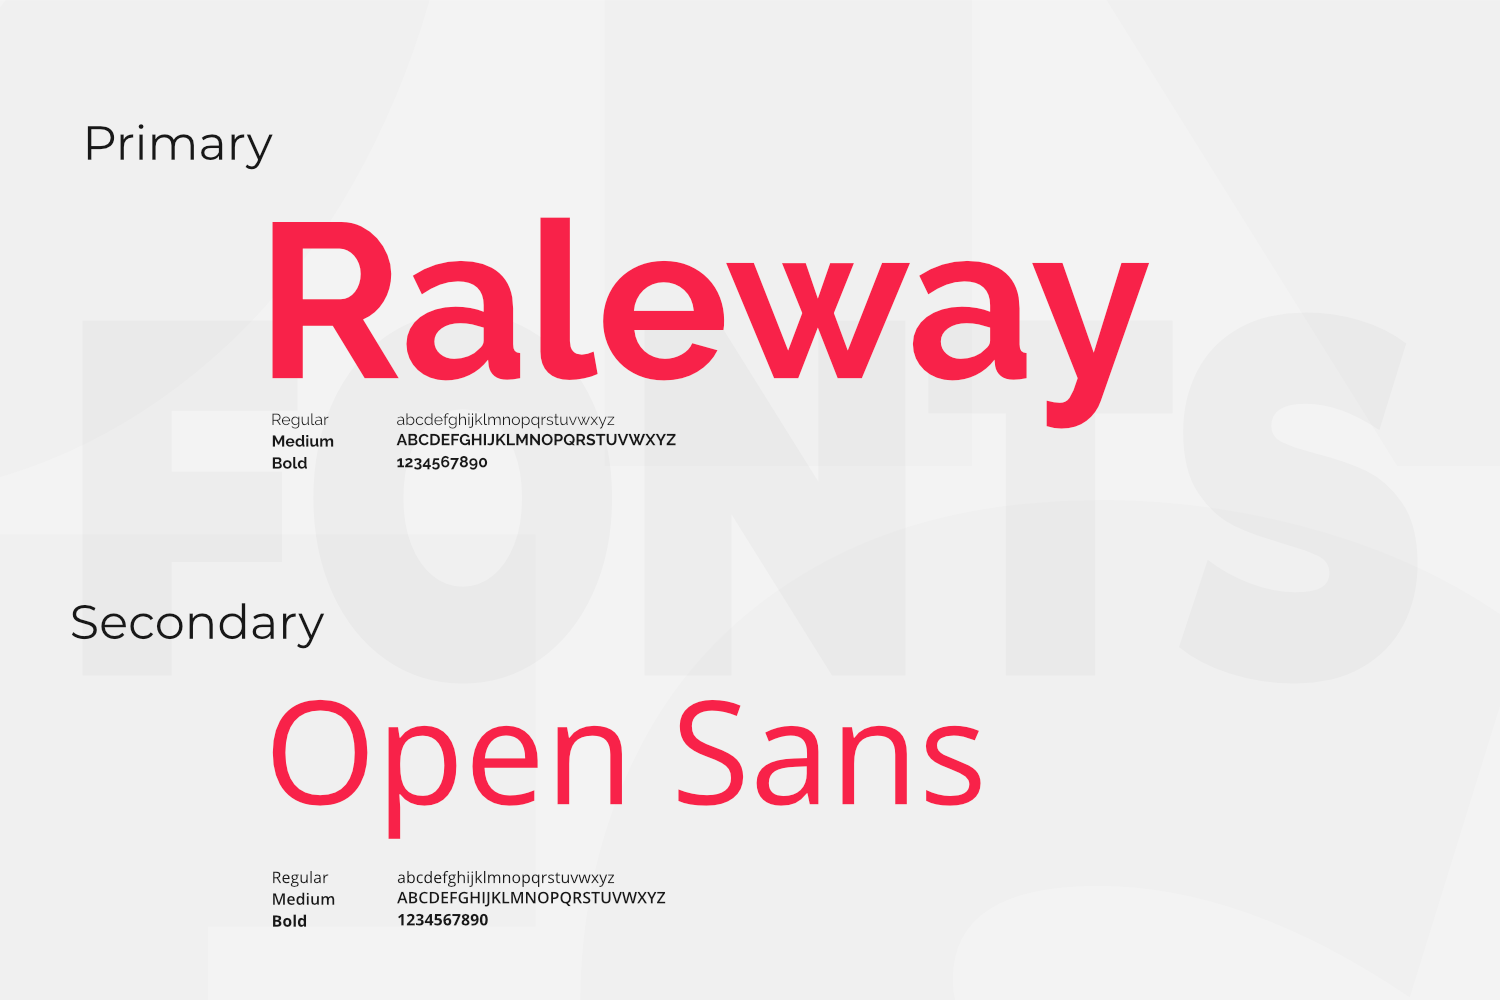 Primary
Raleway
Regular abcdefghijklmnopqrstuvwxyz
Medium ABCDEFGHIJKLMNOPQRSTUVWXYZ
Bold 1234567890
FONTS
Secondary
Open Sans
Regular abcdefghijklmnopqrstuvwxyz
Medium ABCDEFGHIJKLMNOPQRSTUVWXYZ
Bold 1234567890